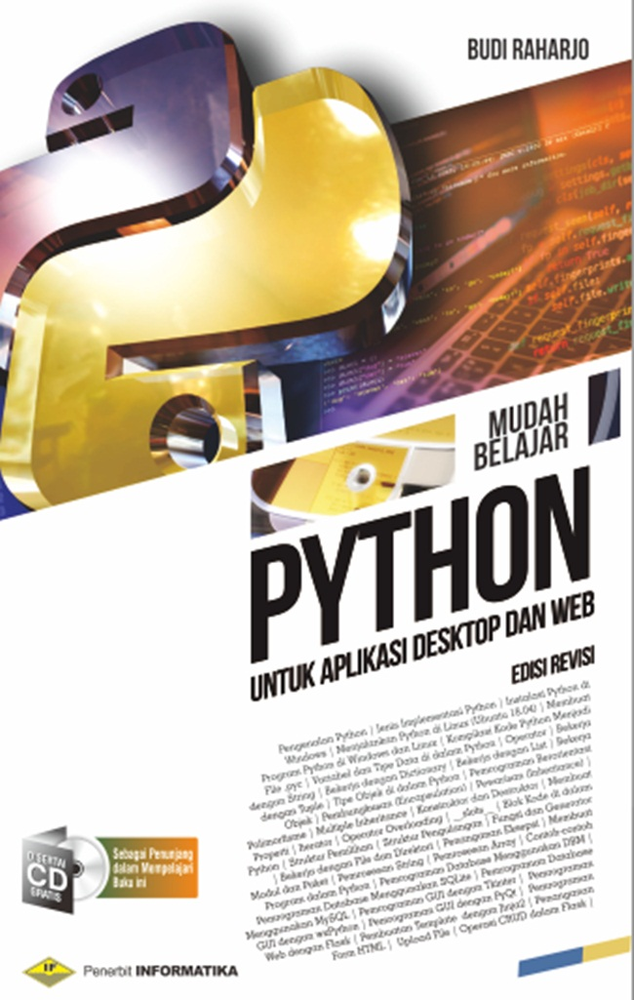 BUDI RAHARJO
MUDAH
BELAJAR
PYTHON
UNTUK APLIKASI DESKTOP DAN WEB
EDISI REVISI
Pengenalan Python | Jenis Implementasi Python | Instalasi Python di
Windows | Menjalankan Python di Linux (Ubuntu 18.04) | Membuat
Program Python di Windows dan Linux | Kompilasi Kode Python Menjadi
File .pyc | Variabel dan Tipe Data di dalam Python | Operator | Bekerja
dengan String | Bekerja dengan Dictionary | Bekerja dengan List | Bekerja
dengan Tuple | Tipe Objek di dalam Python | Pemrograman Berorientasi
Objek | Pembungkusan (Encapsulation) | Pewarisan (Inheritance) |
Polimorfisme | Multiple Inheritance | Konstruktor dan Destruktor | Membuat
Properti | Iterator | Operator Overloading | __slots__ | Blok Kode di dalam
Python | Struktur Pemilihan | Struktur Pengulangan | Fungsi dan Generator
| Bekerja dengan File dan Direktori | Penanganan Eksepsi | Membuat
Modul dan Paket | Pemrosesan String | Pemrosesan Array | Contoh-contoh
Program dalam Python | Pemrograman Database Menggunakan DBM |
Pemrograman Database Menggunakan SQLite | Pemrograman Database
Menggunakan MySQL | Pemrograman GUI dengan Tkinter | Pemrograman
GUI dengan wxPython | Pemrograman GUI dengan PyQt | Pemrograman
Web dengan Flask | Pembuatan Template dengan Jinja2 | Penanganan
Form HTML | Upload File | Operasi CRUD dalam Flask |
DISERTAI
CD
GRATIS
Sebagai Penunjang
dalam Mempelajari
Buku ini
IF
Penerbit INFORMATIKA